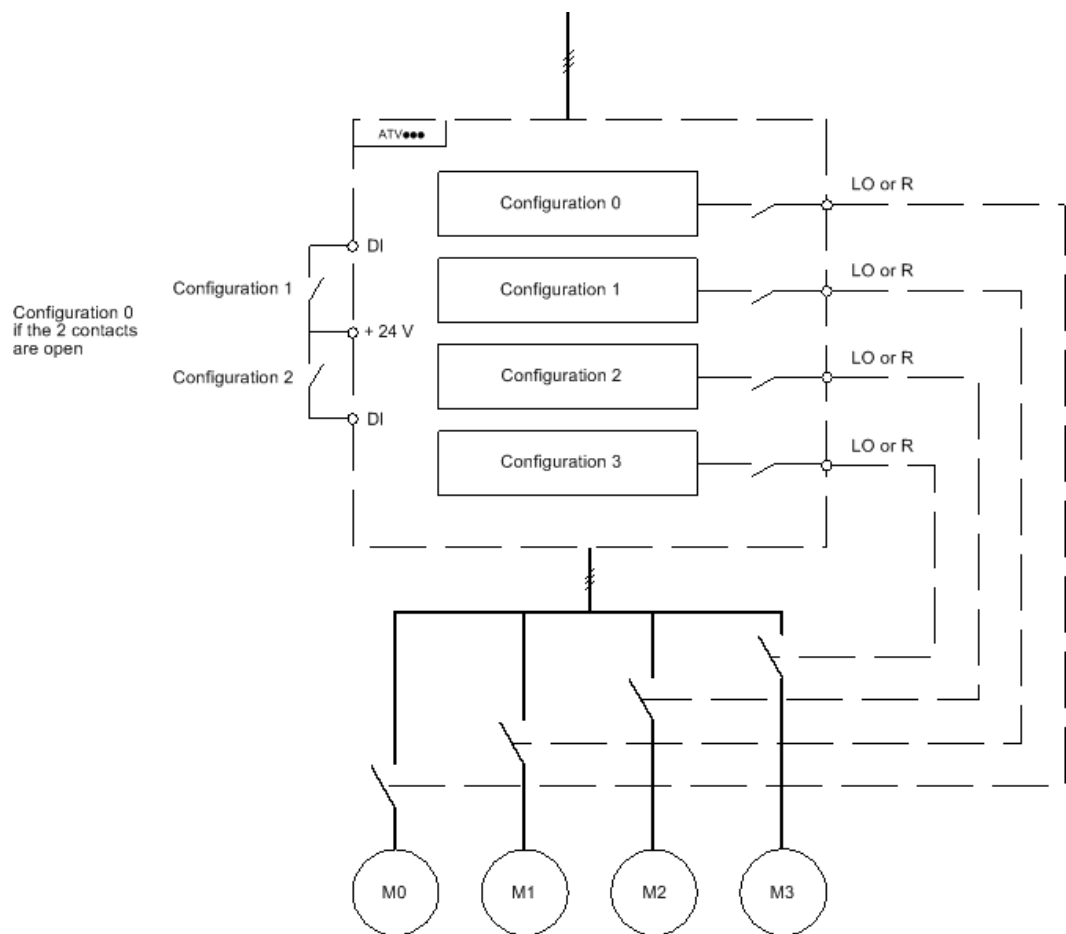 ATV●●●
Configuration 0
LO or R
DI
Configuration 1
LO or R
Configuration 1
Configuration 0
if the 2 contacts
are open
+ 24 V
Configuration 2
LO or R
Configuration 2
DI
Configuration 3
LO or R
M0
M1
M2
M3